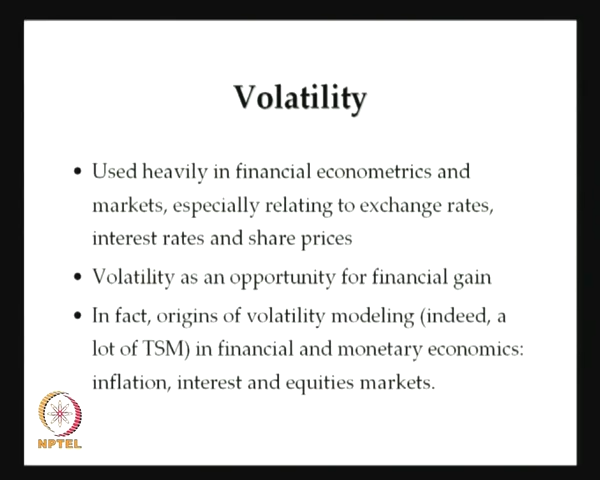 Volatility
• Used heavily in financial econometrics and
markets, especially relating to exchange rates,
interest rates and share prices
• Volatility as an opportunity for financial gain
• In fact, origins of volatility modeling (indeed, a
lot of TSM) in financial and monetary economics:
inflation, interest and equities markets.
NPTEL